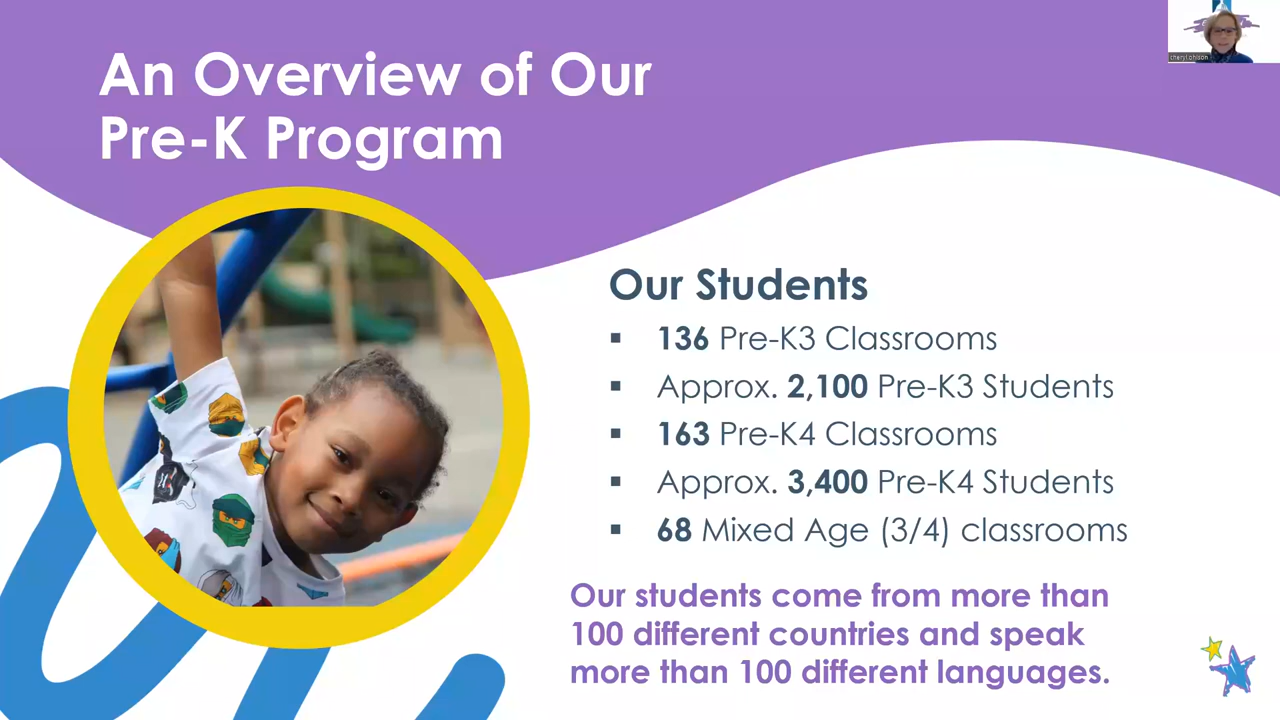 An Overview of Our
Pre-K Program
Our Students
▪ 136 Pre-K3 Classrooms
▪ Approx. 2,100 Pre-K3 Students
▪ 163 Pre-K4 Classrooms
▪ Approx. 3,400 Pre-K4 Students
▪ 68 Mixed Age (3/4) classrooms
Our students come from more than
100 different countries and speak
more than 100 different languages.